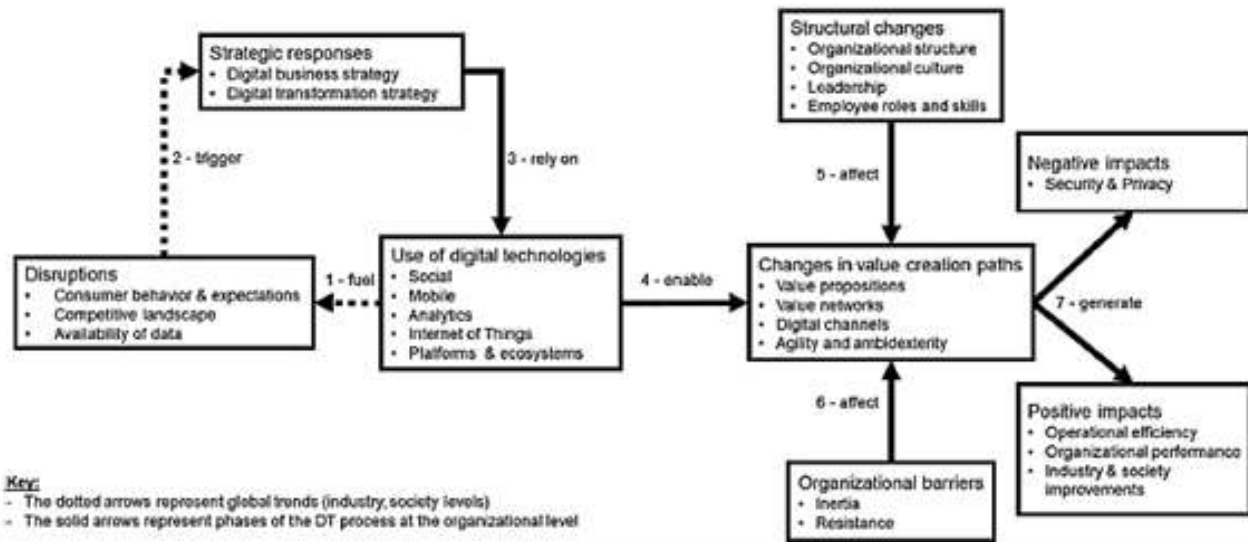 Strategic responses
• Digital business strategy
• Digital transformation strategy
2 - trigger
3 - rely on
Disruptions
• Consumer behavior & expectations
• Competitive landscape
• Availability of data
1 - fuel
Use of digital technologies
• Social
• Mobile
• Analytics
• Internet of Things
• Platforms & ecosystems
4 - enable
Structural changes
• Organizational structure
• Organizational culture
• Leadership
• Employee roles and skills
5 - affect
Changes in value creation paths
• Value propositions
• Value networks
• Digital channels
• Agility and ambidexterity
6 - affect
Organizational barriers
• Inertia
• Resistance
7 - generate
Negative impacts
• Security & Privacy
Positive impacts
• Operational efficiency
• Organizational performance
• Industry & society
improvements
Key:
- The dotted arrows represent global trends (industry, society levels)
- The solid arrows represent phases of the DT process at the organizational level